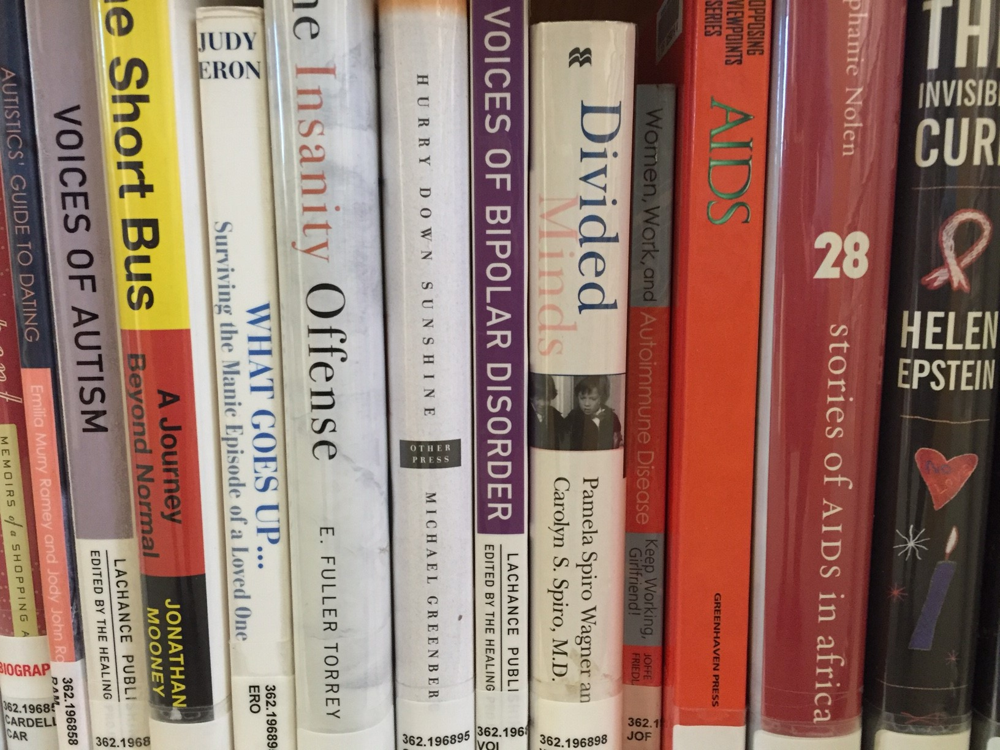 MEMOIRS of a SHOPPING A
BIOGRAP
CARDELL
CAR
AUTISTICS' GUIDE TO DATING
Emilia Murry Ramey and Jody John Ra
362.196858
RAM
VOICES OF AUTISM
LACHANCE PUBLI
EDITED BY THE HEALING
362.1968
e Short Bus
A Journey
Beyond Normal
JONATHAN
MOONEY
JUDY
ERON
WHAT GOES UP...
Surviving the Manic Episode of a Loved One
362.196895
ERO
he Insanity Offense
E. FULLER TORREY
HURRY DOWN SUNSHINE
OTHER
PRESS
MICHAEL GREENBER
362.196895
VOICES OF BIPOLAR DISORDER
LACHANCE PUBLI
EDITED BY THE HEALING
362.196
VOI
Divided
Minds
Pamela Spiro Wagner an
Carolyn S. Spiro, M.D.
362.196898
Women, Work, and Autoimmune Disease
Keep Working,
Girlfriend!
JOFFE
FRIEDL
362.1
JOF
OPPOSING
VIEWPOINTS
SERIES
AIDS
GREENHAVEN PRESS
phanie Nolen
28
stories of AIDS in africa
TH
INVISIB
CUR
HELEN
EPSTEIN